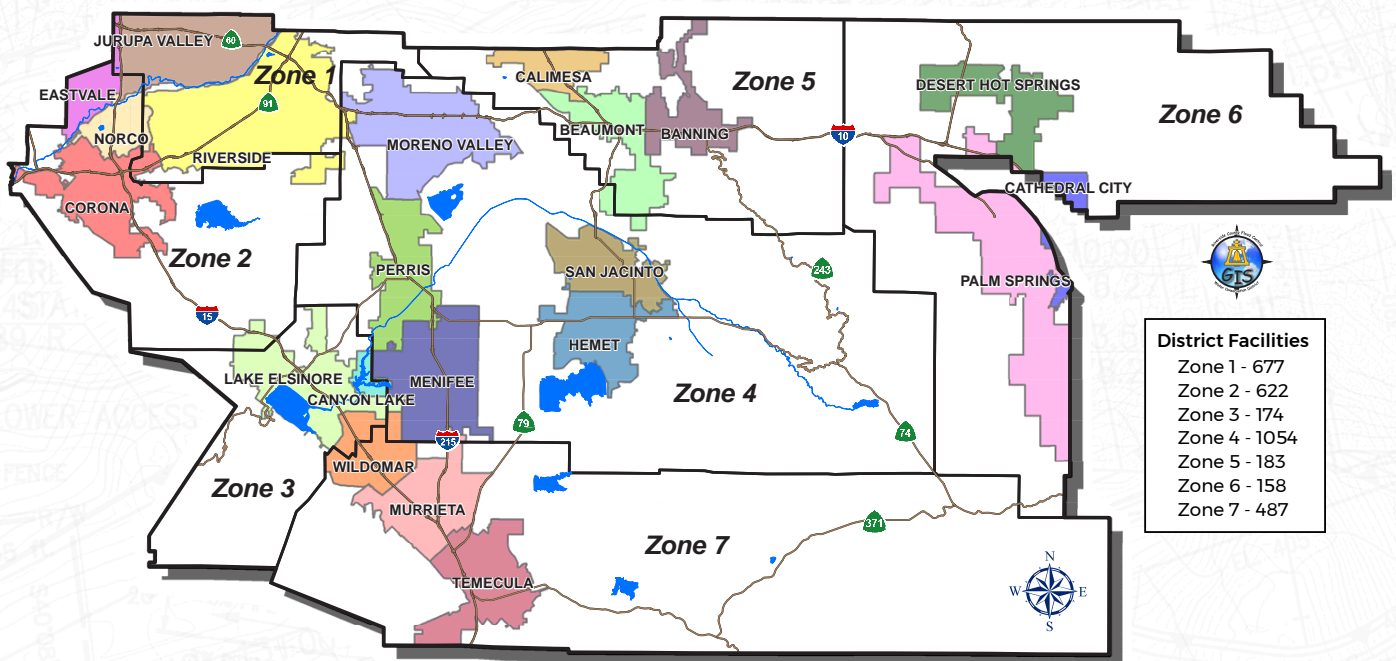 JURUPA VALLEY
60
Zone 1
EASTVALE
91
NORCO
RIVERSIDE
CORONA
Zone 2
15
MORENO VALLEY
PERRIS
CALIMESA
BEAUMONT
BANNING
Zone 5
10
DESERT HOT SPRINGS
Zone 6
CATHEDRAL CITY
PALM SPRINGS
SAN JACINTO
243
HEMET
LAKE ELSINORE
CANYON LAKE
MENIFEE
Zone 4
79
74
215
WILDOMAR
Zone 3
MURRIETA
Zone 7
371
TEMECULA
GIS
District Facilities
Zone 1 - 677
Zone 2 - 622
Zone 3 - 174
Zone 4 - 1054
Zone 5 - 183
Zone 6 - 158
Zone 7 - 487
N
W
E
S